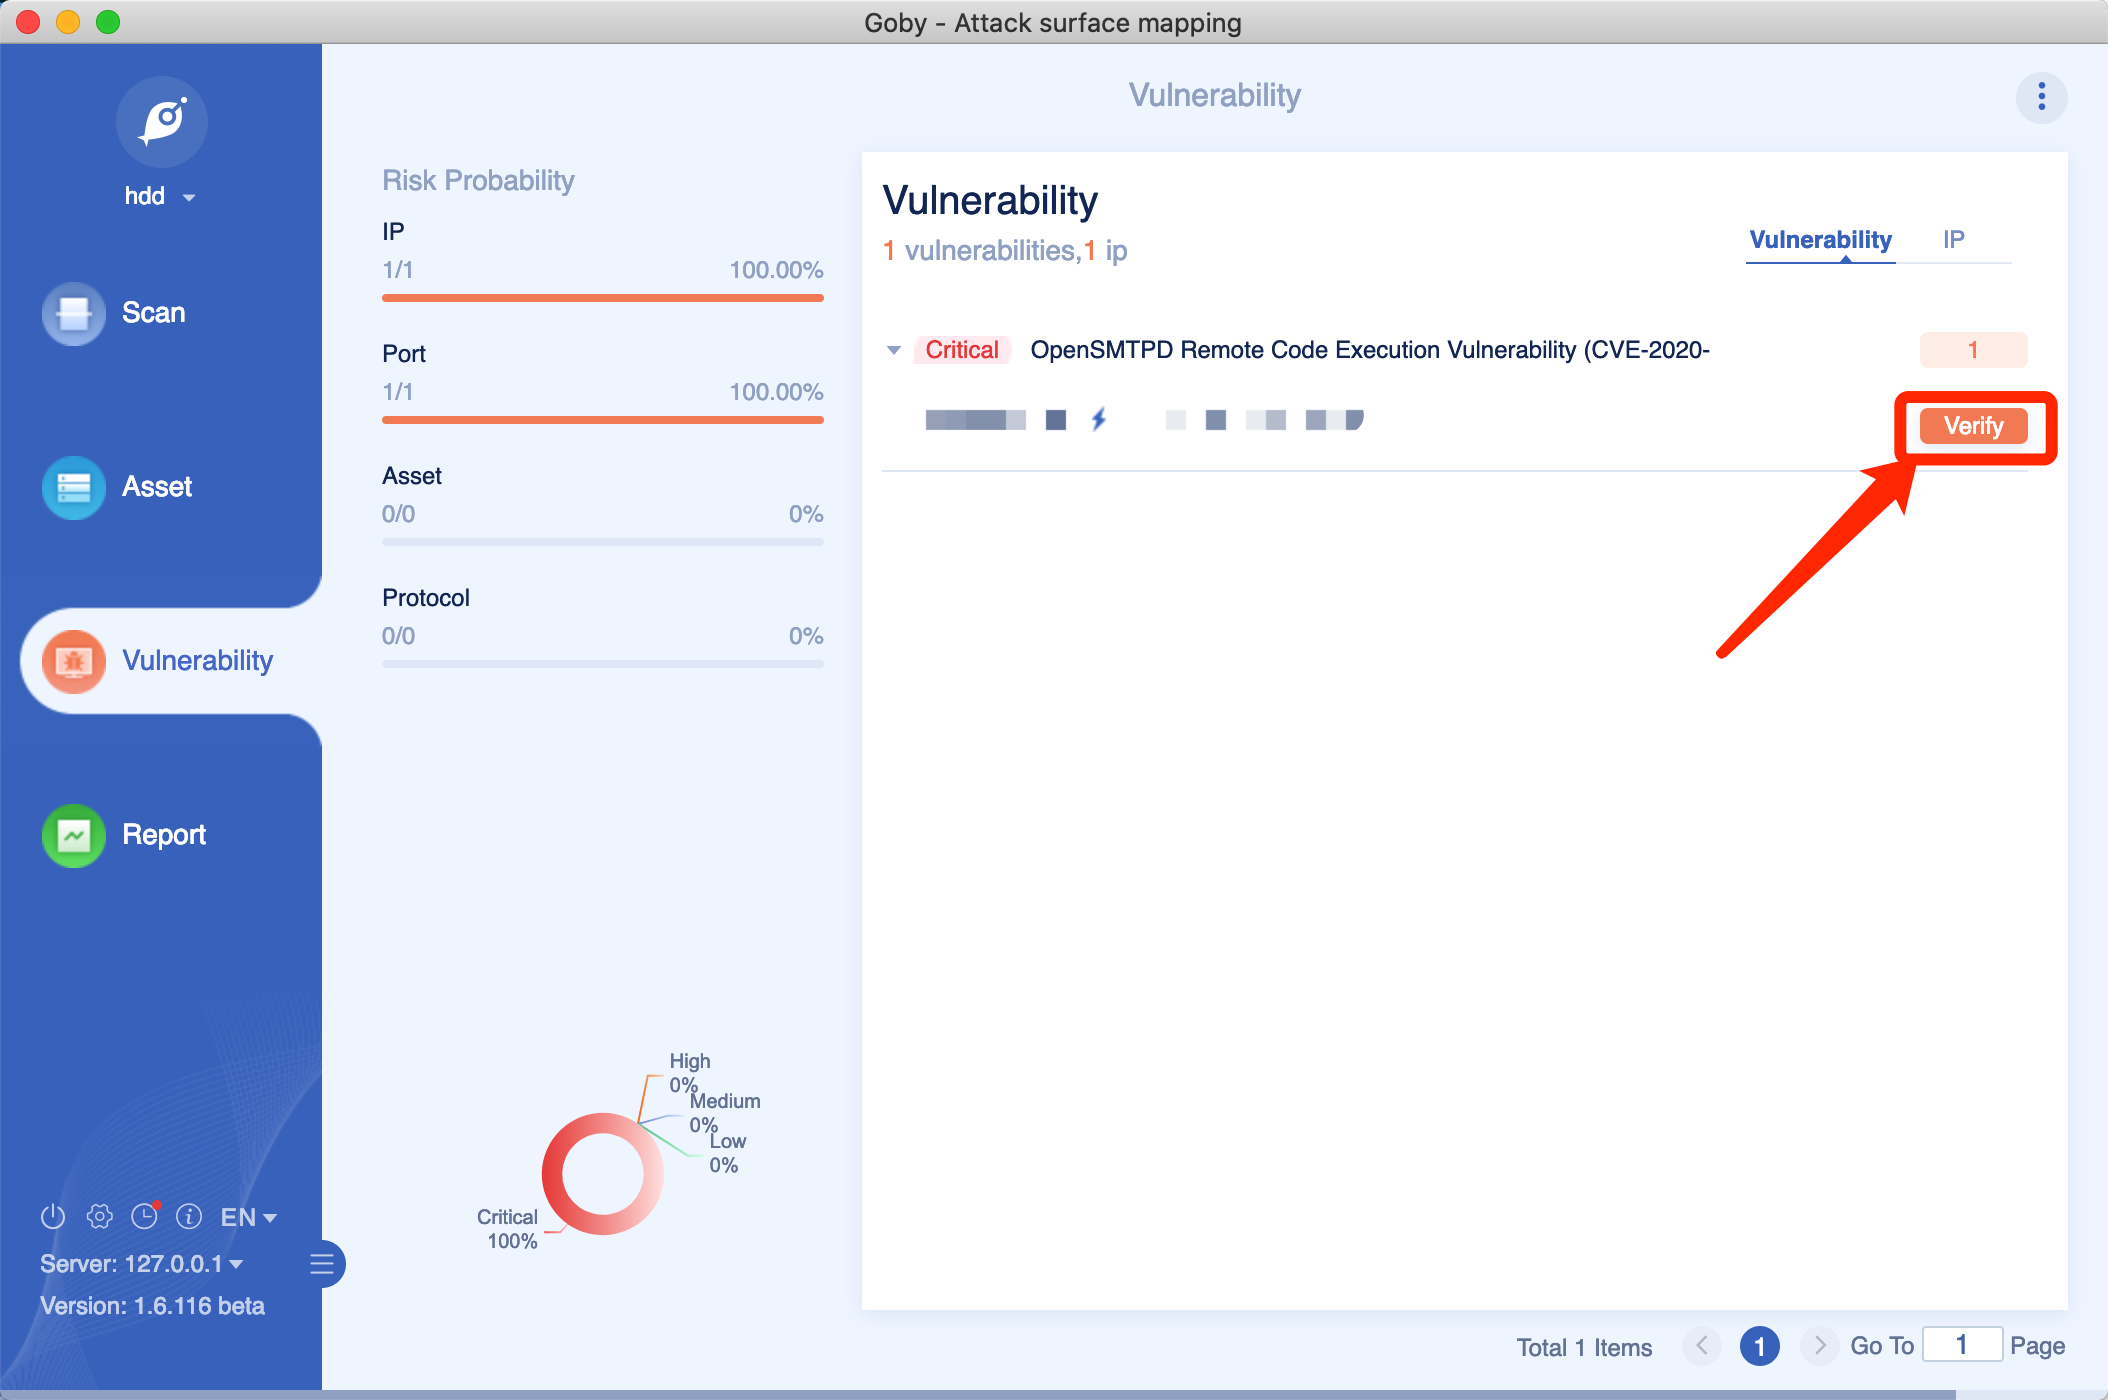 Goby - Attack surface mapping
hdd
Scan
Asset
Vulnerability
Report
EN
Server: 127.0.0.1
Version: 1.6.116 beta
Vulnerability
Risk Probability
IP
1/1 100.00%
Port
1/1 100.00%
Asset
0/0 0%
Protocol
0/0 0%
High
0%
Medium
0%
Low
0%
Critical
100%
Vulnerability
1 vulnerabilities,1 ip
Vulnerability IP
Critical OpenSMTPD Remote Code Execution Vulnerability (CVE-2020- 1
Verify
Total 1 Items 1 Go To 1 Page